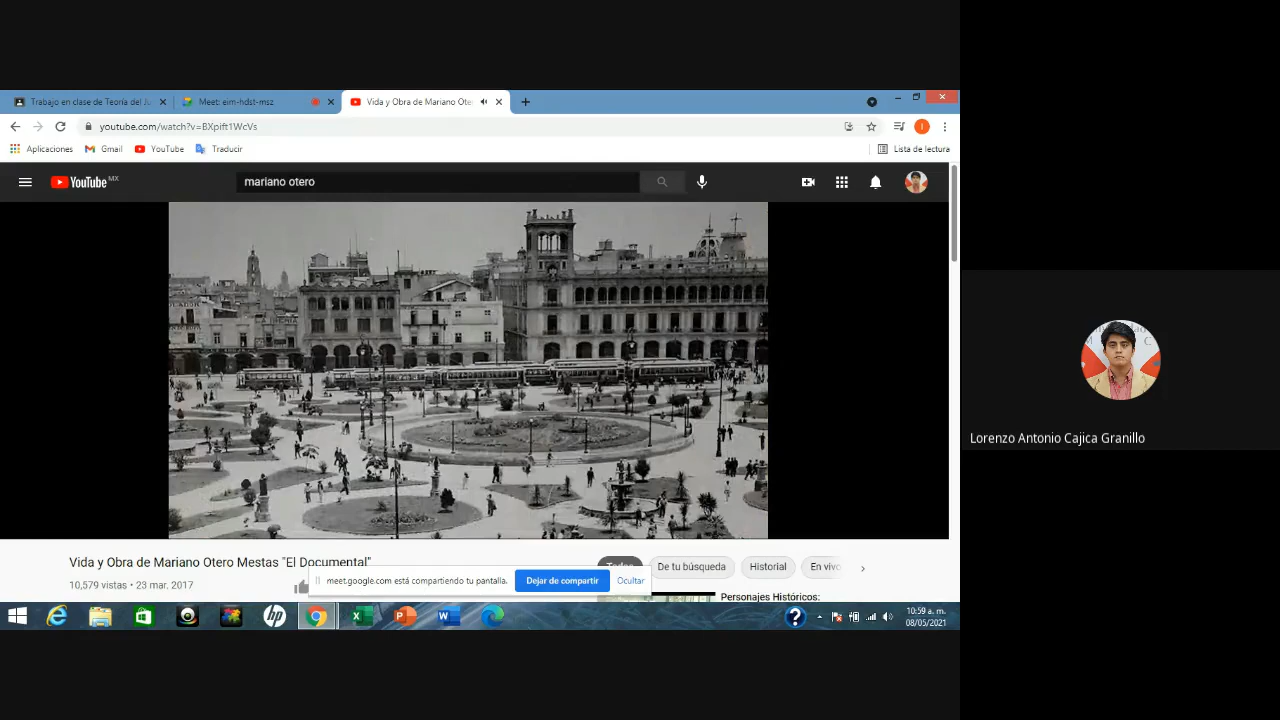 Trabajo en clase de Teoría del Ju
Meet: eim-hdst-msz
Vida y Obra de Mariano Ote
youtube.com/watch?v=BXpift1WcVs
Aplicaciones
Gmail
YouTube
Traducir
Lista de lectura
YouTube MX
mariano otero
LA IBERIA
Vida y Obra de Mariano Otero Mestas "El Documental"
10,579 vistas • 23 mar. 2017
Todos
De tu búsqueda
Historial
En vivo
meet.google.com está compartiendo tu pantalla.
Dejar de compartir
Ocultar
Personajes Históricos:
10:59 a. m.
08/05/2021
Lorenzo Antonio Cajica Granillo